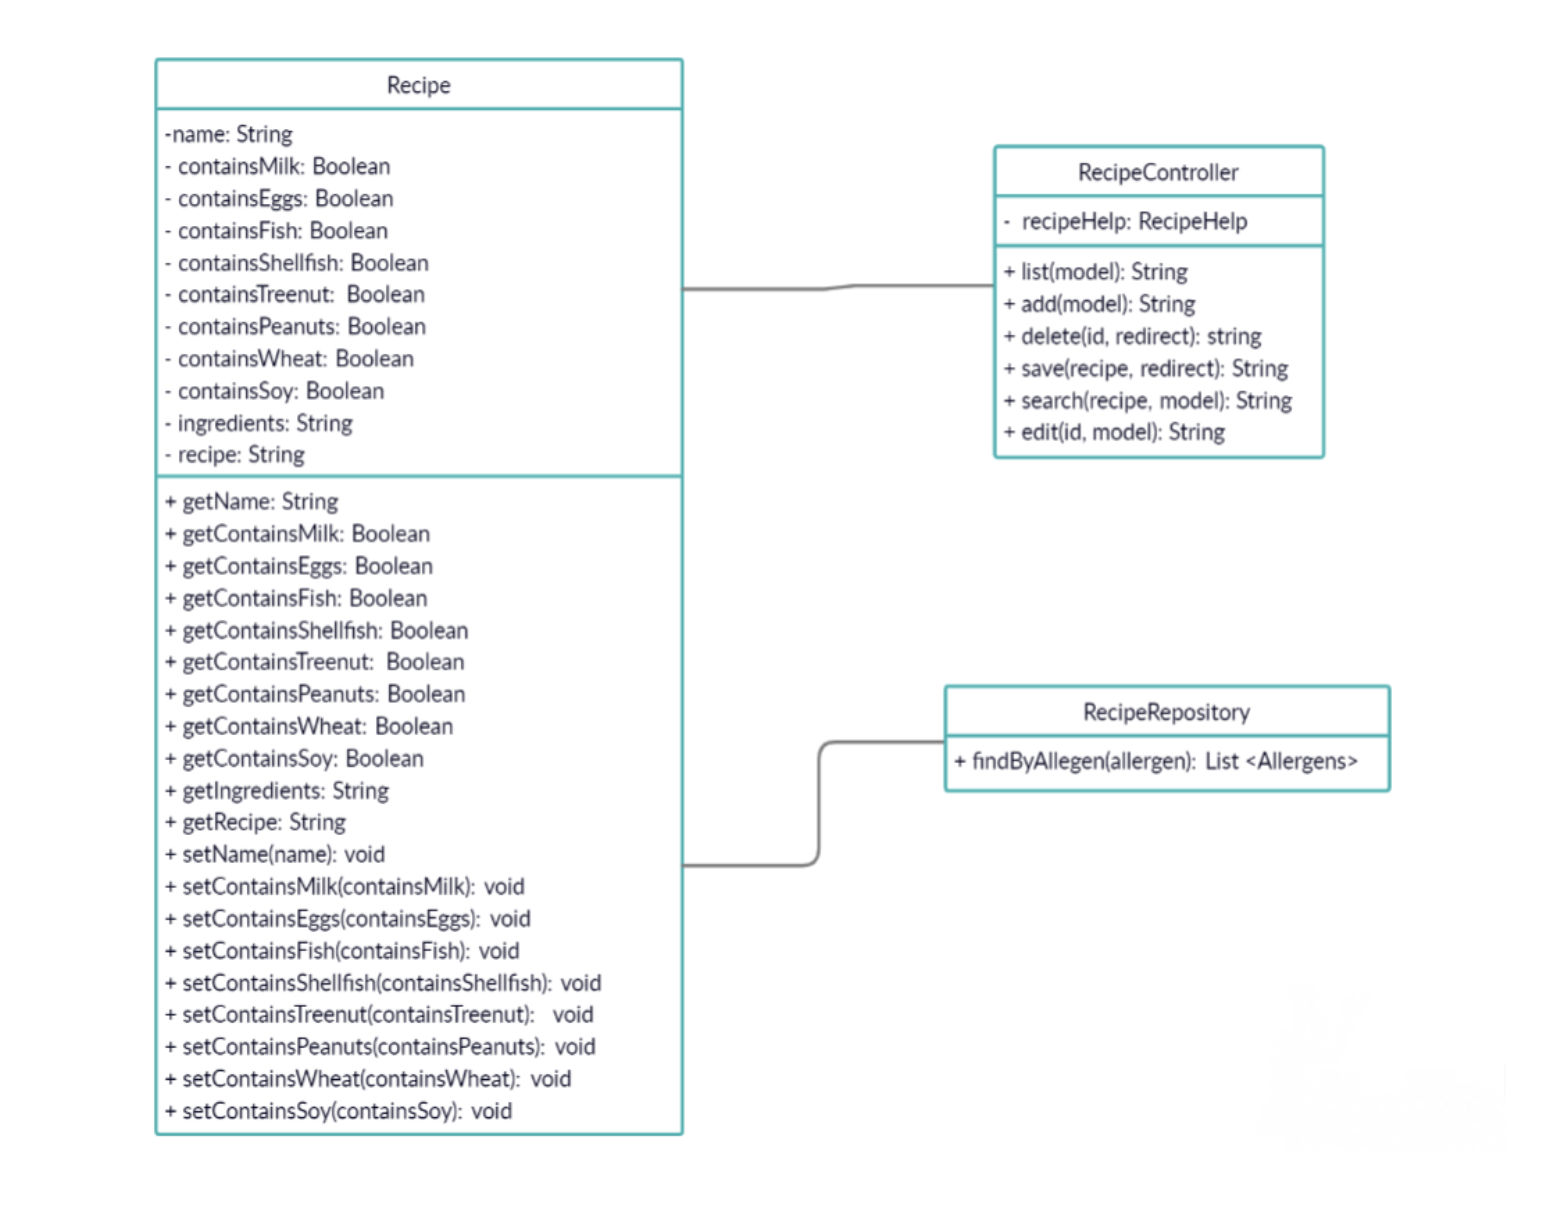 Recipe
-name: String
- containsMilk: Boolean
- containsEggs: Boolean
- containsFish: Boolean
- containsShellfish: Boolean
- containsTreenut: Boolean
- containsPeanuts: Boolean
- containsWheat: Boolean
- containsSoy: Boolean
- ingredients: String
- recipe: String
+ getName: String
+ getContainsMilk: Boolean
+ getContainsEggs: Boolean
+ getContainsFish: Boolean
+ getContainsShellfish: Boolean
+ getContainsTreenut: Boolean
+ getContainsPeanuts: Boolean
+ getContainsWheat: Boolean
+ getContainsSoy: Boolean
+ getIngredients: String
+ getRecipe: String
+ setName(name): void
+ setContainsMilk(containsMilk): void
+ setContainsEggs(containsEggs): void
+ setContainsFish(containsFish): void
+ setContainsShellfish(containsShellfish): void
+ setContainsTreenut(containsTreenut): void
+ setContainsPeanuts(containsPeanuts): void
+ setContainsWheat(containsWheat): void
+ setContainsSoy(containsSoy): void
RecipeController
- recipeHelp: RecipeHelp
+ list(model): String
+ add(model): String
+ delete(id, redirect): string
+ save(recipe, redirect): String
+ search(recipe, model): String
+ edit(id, model): String
RecipeRepository
+ findByAllegen(allergen): List <Allergens>